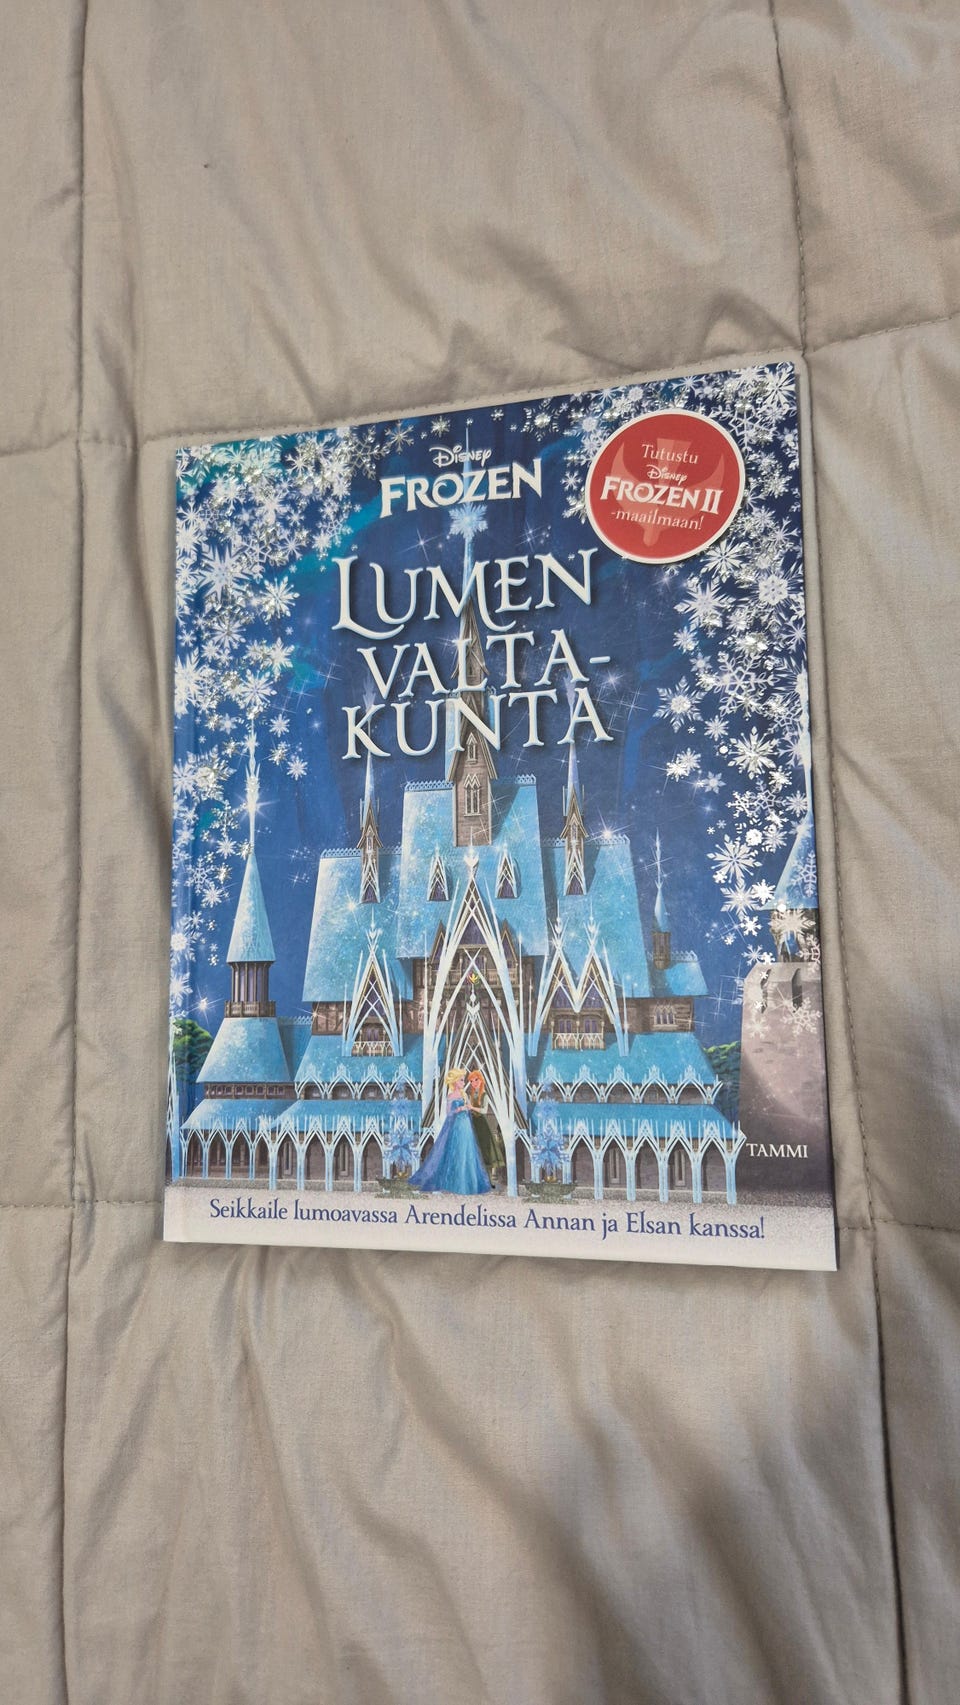 Disney
FROZEN
Tutustu
Disney
FROZEN II
-maailmaan!
LUMEN
VALTA-
KUNTA
TAMMI
Seikkaile lumoavassa Arendelissa Annan ja Elsan kanssa!